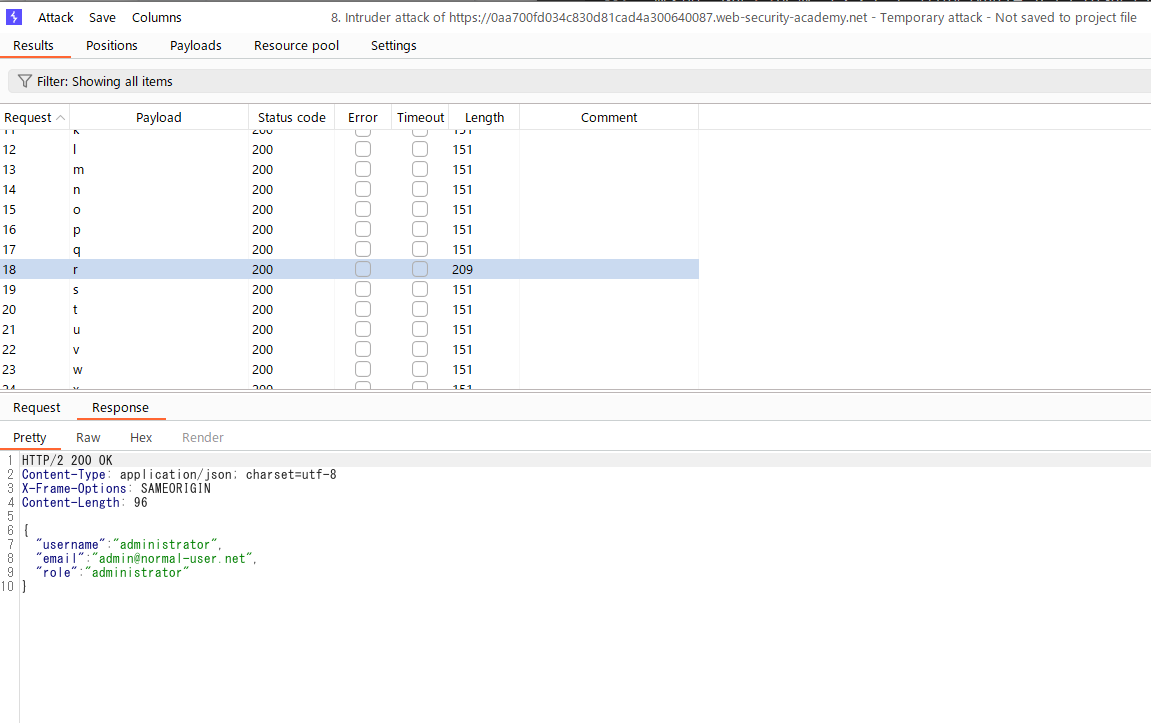 Attack Save Columns 8. Intruder attack of https://0aa700fd034c830d81cad4a300640087.web-security-academy.net - Temporary attack - Not saved to project file
Results Positions Payloads Resource pool Settings
Filter: Showing all items
Request Payload Status code Error Timeout Length Comment
11 k 200 151
12 l 200 151
13 m 200 151
14 n 200 151
15 o 200 151
16 p 200 151
17 q 200 151
18 r 200 209
19 s 200 151
20 t 200 151
21 u 200 151
22 v 200 151
23 w 200 151
24 x 200 151
Request Response
Pretty Raw Hex Render
1 HTTP/2 200 OK
2 Content-Type: application/json; charset=utf-8
3 X-Frame-Options: SAMEORIGIN
4 Content-Length: 96
5
6 {
7 "username":"administrator",
8 "email":"admin@normal-user.net",
9 "role":"administrator"
10 }